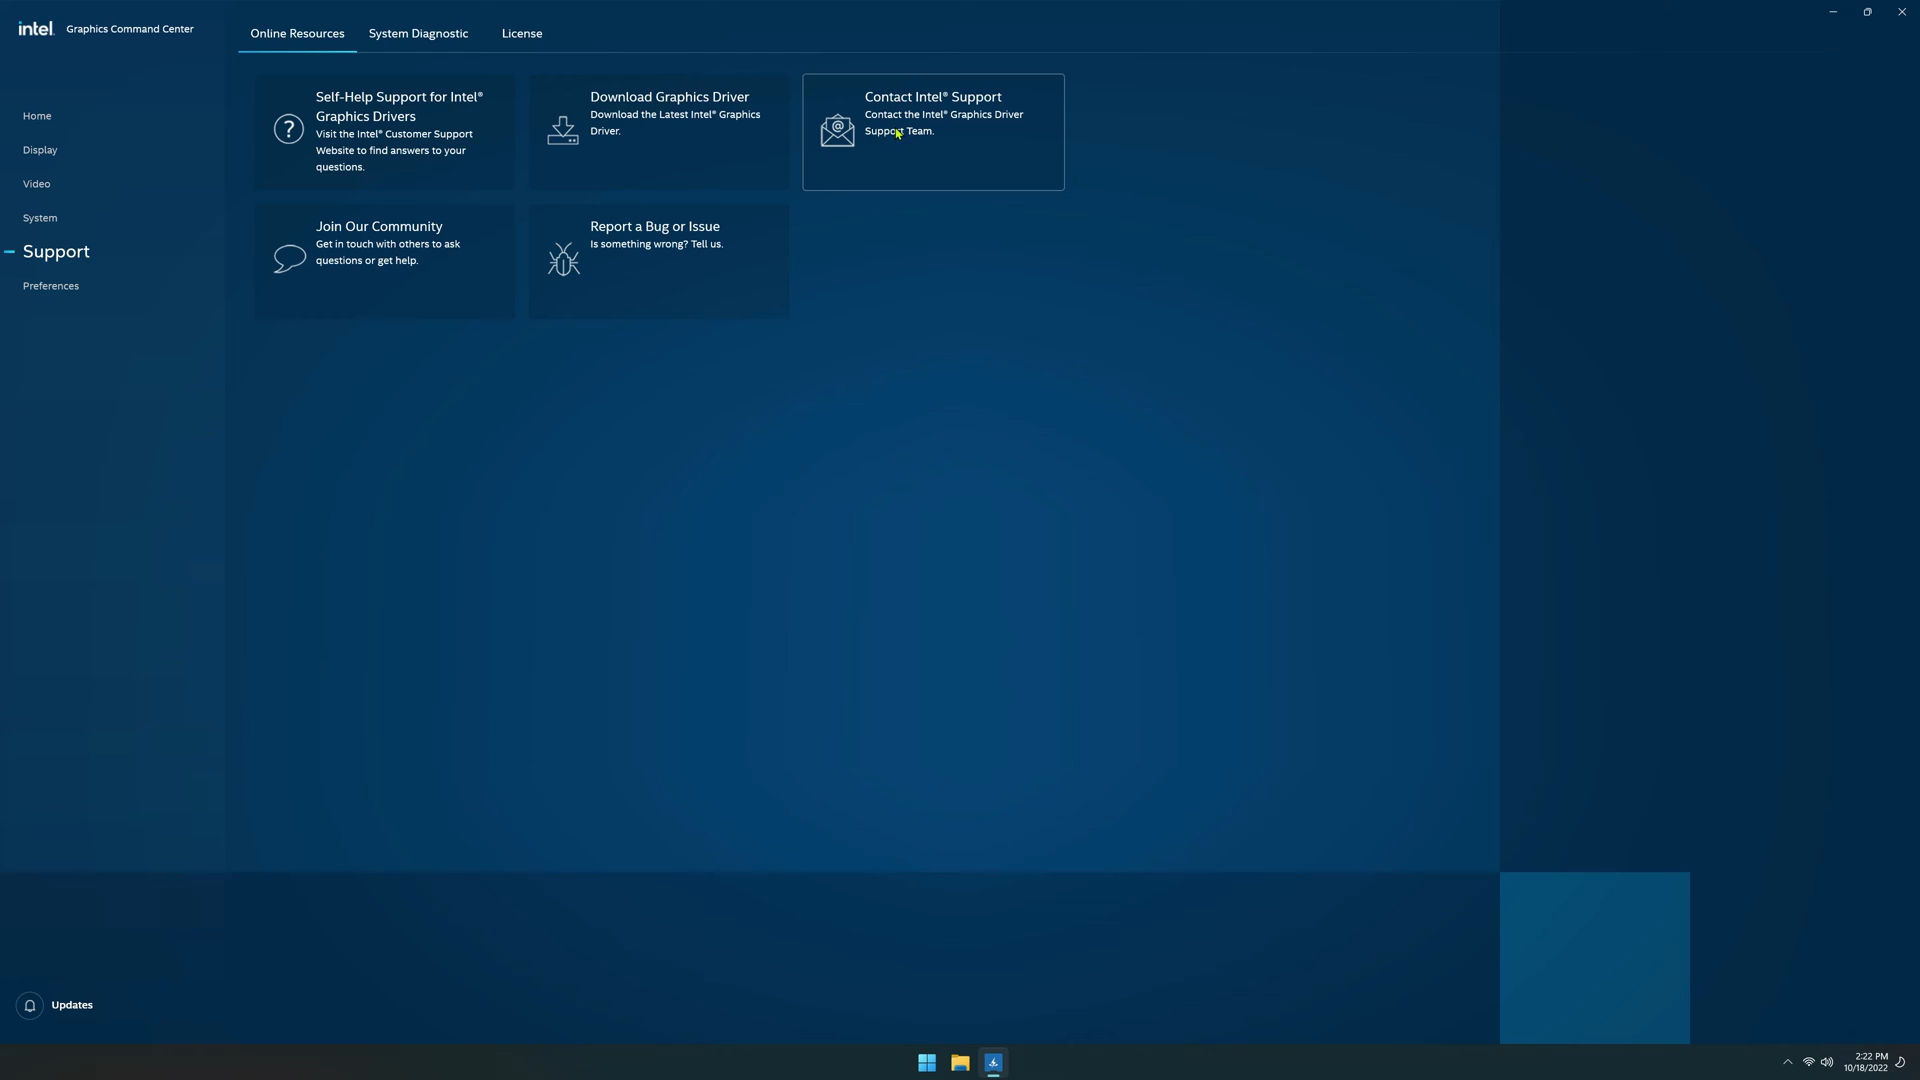 intel. Graphics Command Center
Online Resources
System Diagnostic
License
Home
Display
Video
System
Support
Preferences
Self-Help Support for Intel®
Graphics Drivers
Visit the Intel® Customer Support
Website to find answers to your
questions.
Download Graphics Driver
Download the Latest Intel® Graphics
Driver.
Contact Intel® Support
Contact the Intel® Graphics Driver
Support Team.
Join Our Community
Get in touch with others to ask
questions or get help.
Report a Bug or Issue
Is something wrong? Tell us.
Updates
2:22 PM
10/18/2022